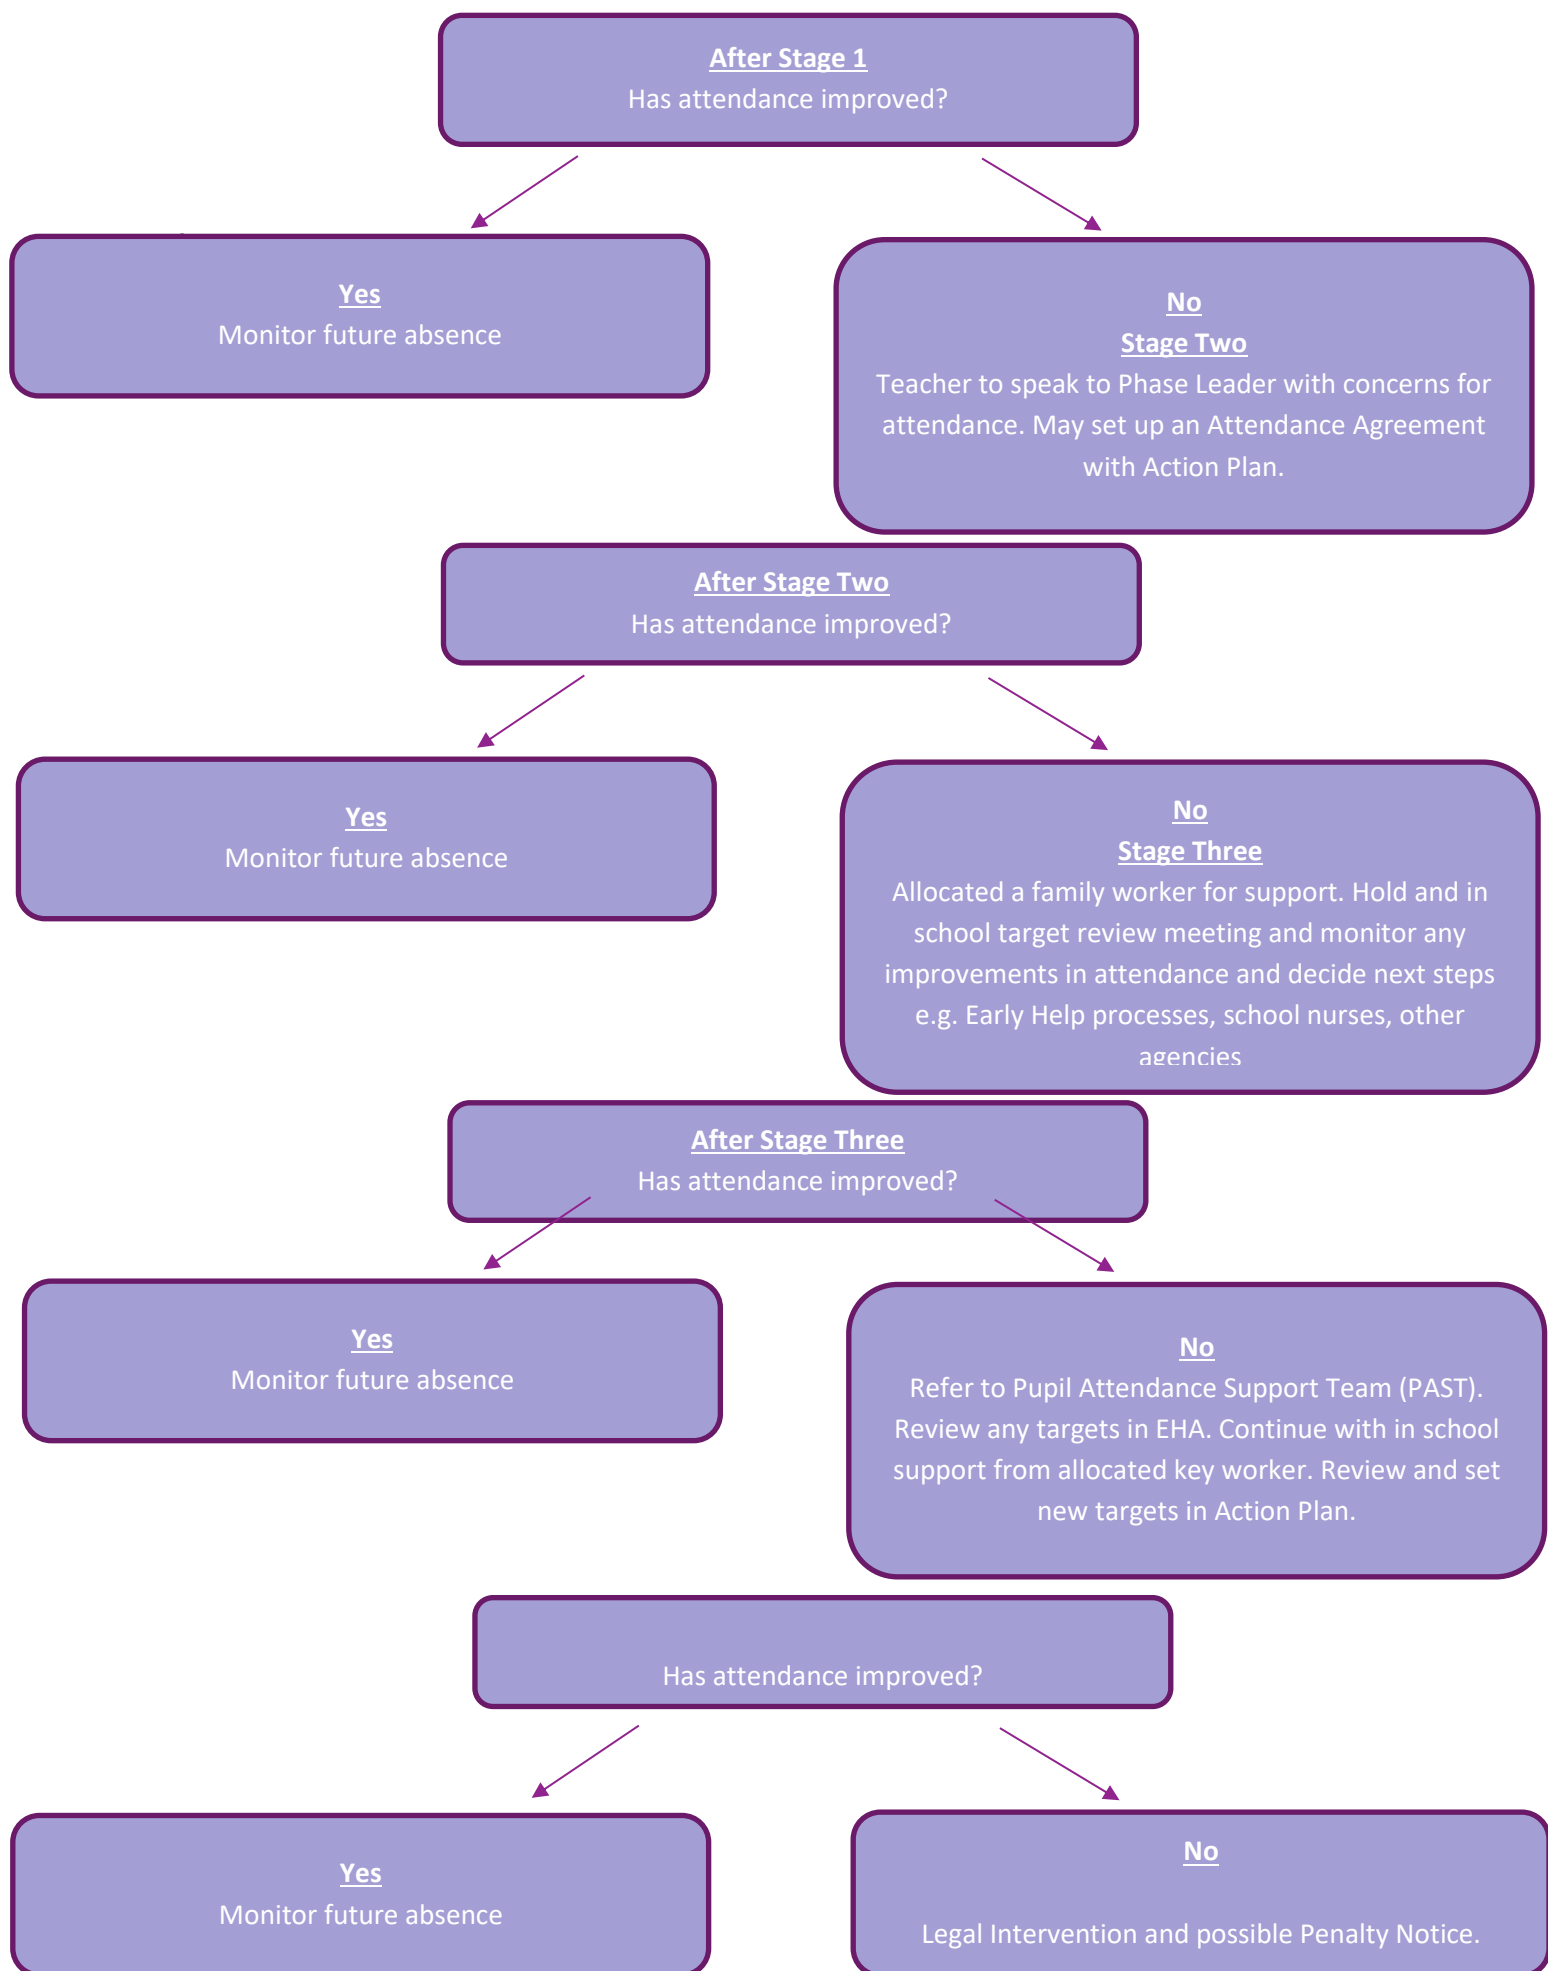 After Stage 1
Has attendance improved?
Yes
Monitor future absence
No
Stage Two
Teacher to speak to Phase Leader with concerns for
attendance. May set up an Attendance Agreement
with Action Plan.
After Stage Two
Has attendance improved?
Yes
Monitor future absence
No
Stage Three
Allocated a family worker for support. Hold and in
school target review meeting and monitor any
improvements in attendance and decide next steps
e.g. Early Help processes, school nurses, other
agencies
After Stage Three
Has attendance improved?
Yes
Monitor future absence
No
Refer to Pupil Attendance Support Team (PAST).
Review any targets in EHA. Continue with in school
support from allocated key worker. Review and set
new targets in Action Plan.
Has attendance improved?
Yes
Monitor future absence
No
Legal Intervention and possible Penalty Notice.